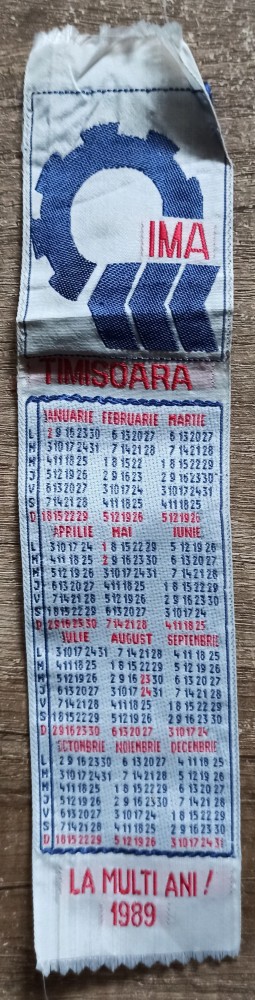 IMA
TIMISOARA
IANUARIE FEBRUARIE MARTIE
L 2 9 16 23 30 6 13 20 27 6 13 20 27
M 3 10 17 24 31 7 14 21 28 7 14 21 28
M 4 11 18 25 1 8 15 22 1 8 15 22 29
J 5 12 19 26 2 9 16 23 2 9 16 23 30
V 6 13 20 27 3 10 17 24 3 10 17 24 31
S 7 14 21 28 4 11 18 25 4 11 18 25
D 1 8 15 22 29 5 12 19 26 5 12 19 26
APRILIE MAI IUNIE
L 3 10 17 24 1 8 15 22 29 5 12 19 26
M 4 11 18 25 2 9 16 23 30 6 13 20 27
M 5 12 19 26 3 10 17 24 31 7 14 21 28
J 6 13 20 27 4 11 18 25 1 8 15 22 29
V 7 14 21 28 5 12 19 26 2 9 16 23 30
S 1 8 15 22 29 6 13 20 27 3 10 17 24
D 2 9 16 23 30 7 14 21 28 4 11 18 25
IULIE AUGUST SEPTEMBRIE
L 3 10 17 24 31 7 14 21 28 4 11 18 25
M 4 11 18 25 1 8 15 22 29 5 12 19 26
M 5 12 19 26 2 9 16 23 30 6 13 20 27
J 6 13 20 27 3 10 17 24 31 7 14 21 28
V 7 14 21 28 4 11 18 25 1 8 15 22 29
S 1 8 15 22 29 5 12 19 26 2 9 16 23 30
D 2 9 16 23 30 6 13 20 27 3 10 17 24
OCTOMBRIE NOIEMBRIE DECEMBRIE
L 2 9 16 23 30 6 13 20 27 4 11 18 25
M 3 10 17 24 31 7 14 21 28 5 12 19 26
M 4 11 18 25 1 8 15 22 29 6 13 20 27
J 5 12 19 26 2 9 16 23 30 7 14 21 28
V 6 13 20 27 3 10 17 24 1 8 15 22 29
S 7 14 21 28 4 11 18 25 2 9 16 23 30
D 1 8 15 22 29 5 12 19 26 3 10 17 24 31
LA MULTI ANI !
1989